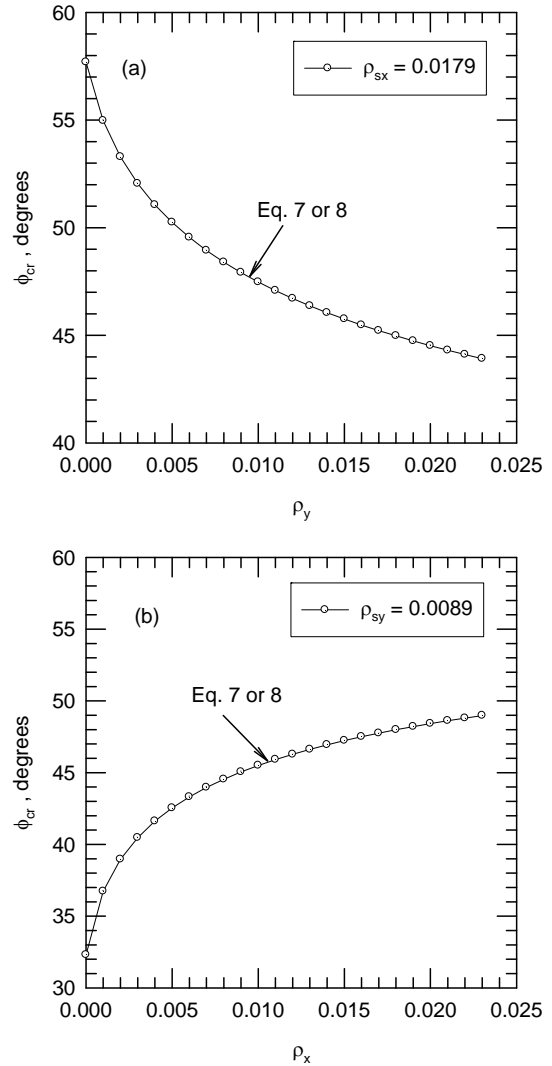 60
(a)
ρsx = 0.0179
55
Eq. 7 or 8
50
45
40
ϕcr , degrees
0.000 0.005 0.010 0.015 0.020 0.025
ρy
60
(b)
ρsy = 0.0089
55
50
Eq. 7 or 8
45
40
35
30
ϕcr , degrees
0.000 0.005 0.010 0.015 0.020 0.025
ρx